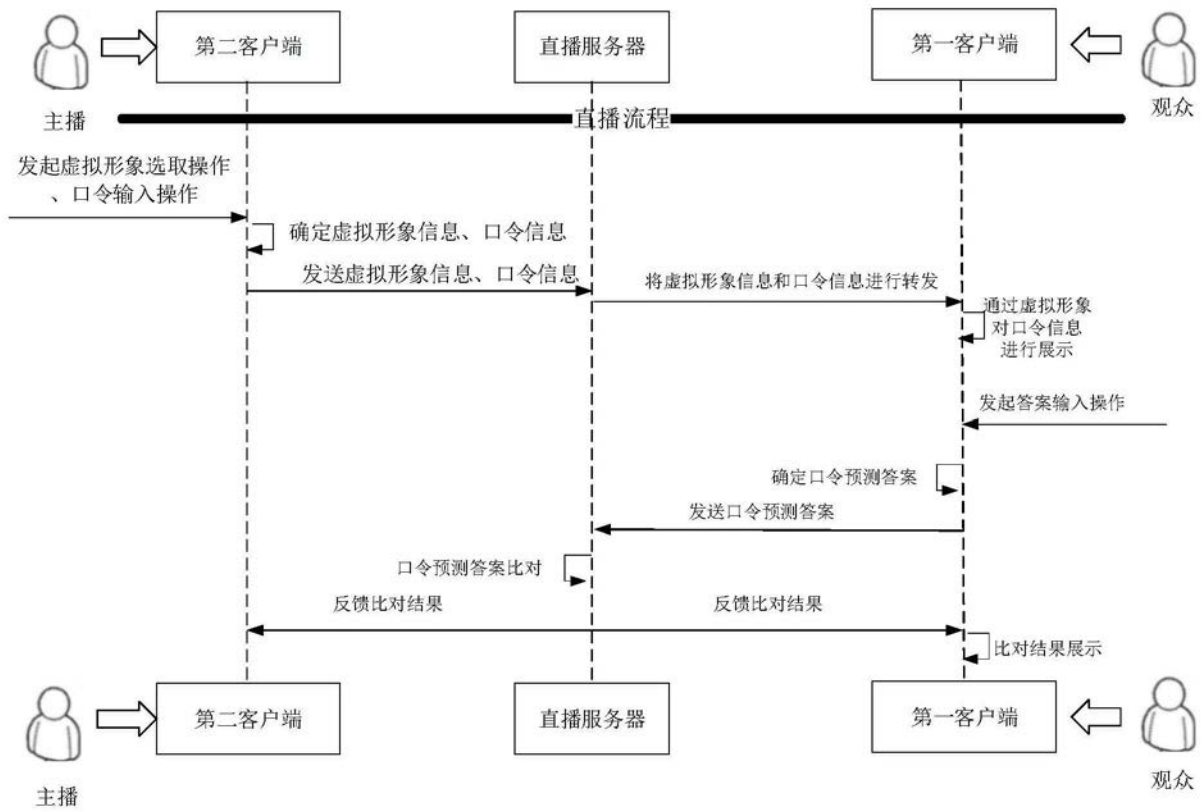 第二客户端
直播服务器
第一客户端
主播
直播流程
观众
发起虚拟形象选取操作
、口令输入操作
确定虚拟形象信息、口令信息
发送虚拟形象信息、口令信息
将虚拟形象信息和口令信息进行转发
通过虚拟形象
对口令信息
进行展示
发起答案输入操作
确定口令预测答案
发送口令预测答案
口令预测答案比对
反馈比对结果
反馈比对结果
比对结果展示
第二客户端
直播服务器
第一客户端
主播
观众